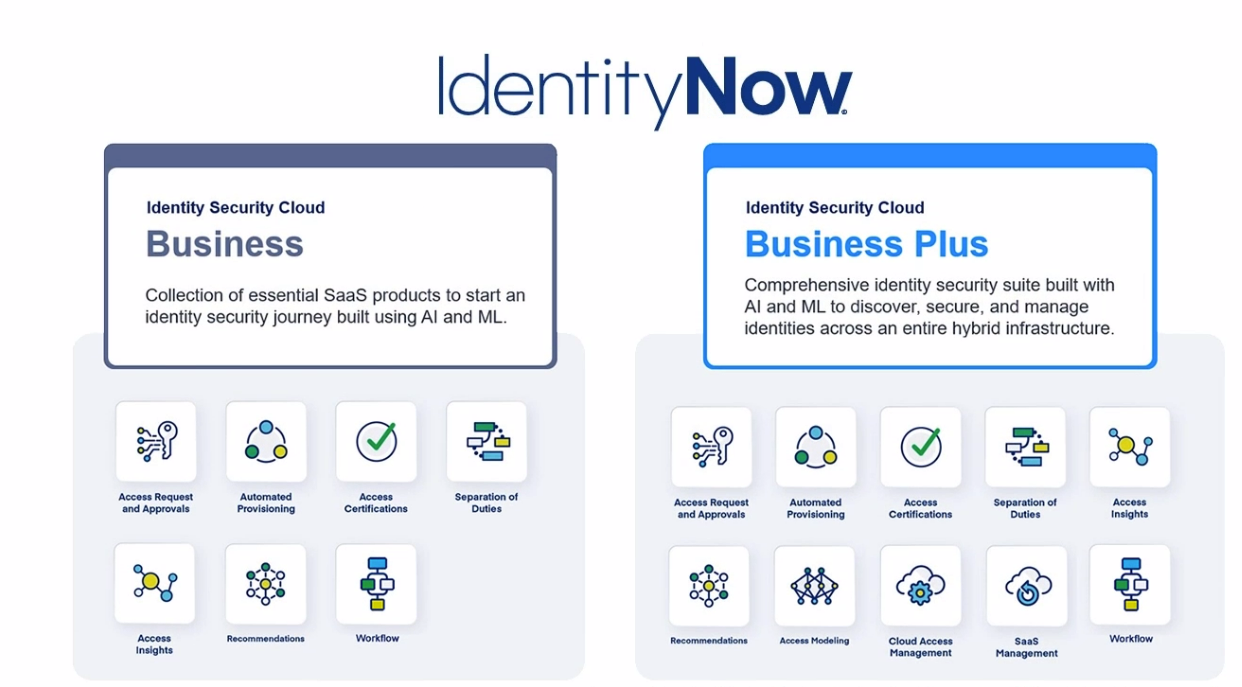 IdentityNow®
Identity Security Cloud
Business
Collection of essential SaaS products to start an
identity security journey built using AI and ML.
Access Request
and Approvals
Automated
Provisioning
Access
Certifications
Separation of
Duties
Access
Insights
Recommendations
Workflow
Identity Security Cloud
Business Plus
Comprehensive identity security suite built with
AI and ML to discover, secure, and manage
identities across an entire hybrid infrastructure.
Access Request
and Approvals
Automated
Provisioning
Access
Certifications
Separation of
Duties
Access
Insights
Recommendations
Access Modeling
Cloud Access
Management
SaaS
Management
Workflow